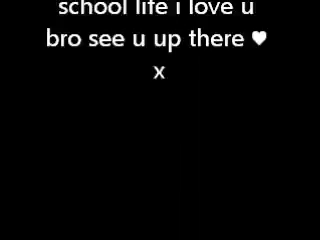 school life i love u
bro see u up there ♥
x